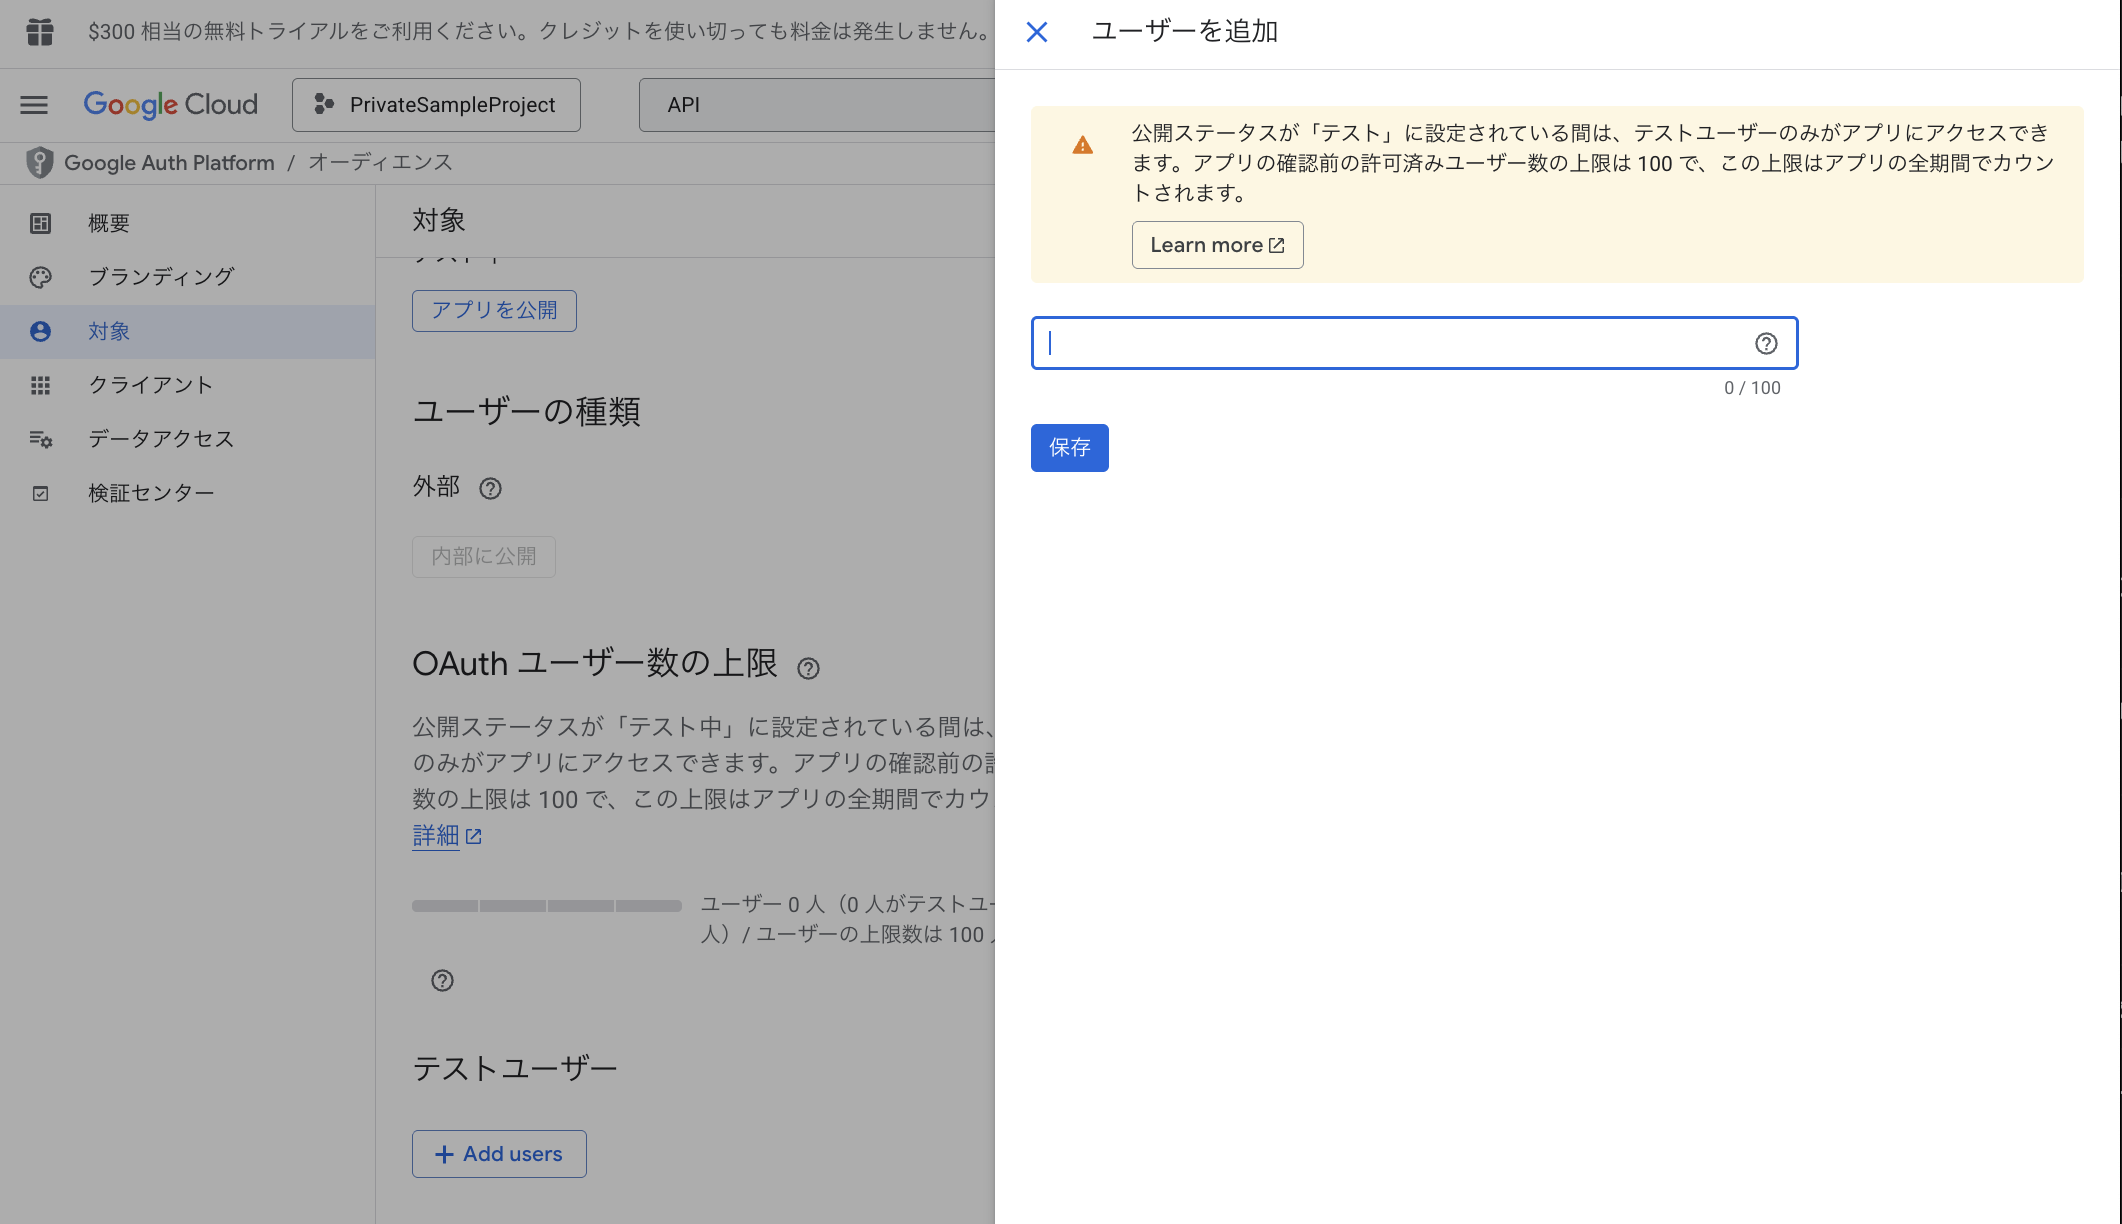 $300 相当の無料トライアルをご利用ください。クレジットを使い切っても料金は発生しません。
Google Cloud
PrivateSampleProject
API
Google Auth Platform / オーディエンス
概要
ブランディング
対象
クライアント
データアクセス
検証センター
対象
アプリを公開
ユーザーの種類
外部
内部に公開
OAuth ユーザー数の上限
公開ステータスが「テスト中」に設定されている間は、
のみがアプリにアクセスできます。アプリの確認前の
数の上限は 100 で、この上限はアプリの全期間でカウ
詳細
ユーザー 0 人（0 人がテストユー
人）/ ユーザーの上限数は 100
テストユーザー
+ Add users
ユーザーを追加
公開ステータスが「テスト」に設定されている間は、テストユーザーのみがアプリにアクセスでき
ます。アプリの確認前の許可済みユーザー数の上限は 100 で、この上限はアプリの全期間でカウン
トされます。
Learn more
0 / 100
保存